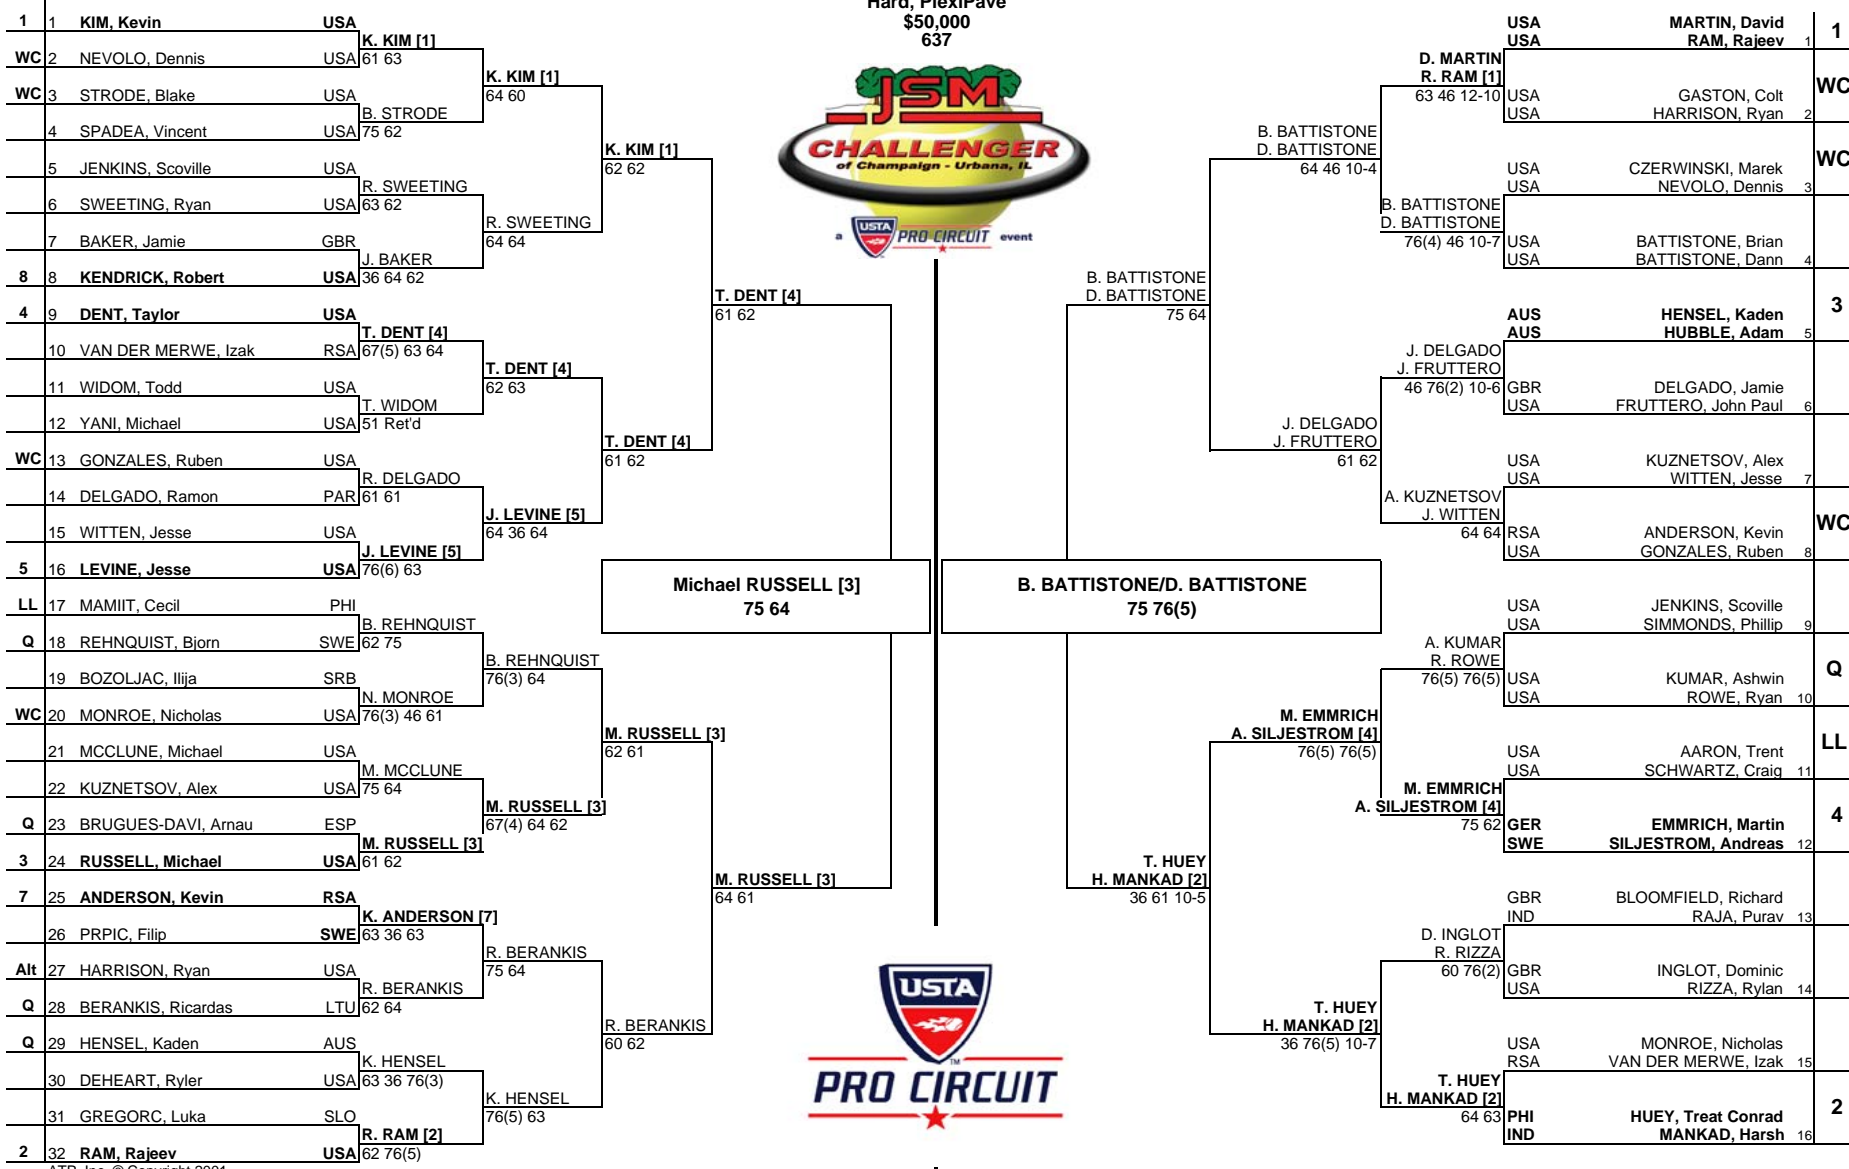 Hard, PlexiPave
$50,000
637
1 1 KIM, Kevin USA
K. KIM [1]
WC 2 NEVOLO, Dennis USA 61 63
K. KIM [1]
WC 3 STRODE, Blake USA 64 60
B. STRODE
4 SPADEA, Vincent USA 75 62
K. KIM [1]
5 JENKINS, Scoville USA 62 62
R. SWEETING
6 SWEETING, Ryan USA 63 62
R. SWEETING
7 BAKER, Jamie GBR 64 64
J. BAKER
8 8 KENDRICK, Robert USA 36 64 62
T. DENT [4]
4 9 DENT, Taylor USA 61 62
T. DENT [4]
10 VAN DER MERWE, Izak RSA 67(5) 63 64
T. DENT [4]
11 WIDOM, Todd USA 62 63
T. WIDOM
12 YANI, Michael USA 51 Ret'd
T. DENT [4]
WC 13 GONZALES, Ruben USA 61 62
R. DELGADO
14 DELGADO, Ramon PAR 61 61
J. LEVINE [5]
15 WITTEN, Jesse USA 64 36 64
J. LEVINE [5]
5 16 LEVINE, Jesse USA 76(6) 63
Michael RUSSELL [3]
75 64
LL 17 MAMIIT, Cecil PHI
B. REHNQUIST
Q 18 REHNQUIST, Bjorn SWE 62 75
B. REHNQUIST
19 BOZOLJAC, Ilija SRB 76(3) 64
N. MONROE
WC 20 MONROE, Nicholas USA 76(3) 46 61
M. RUSSELL [3]
21 MCCLUNE, Michael USA 62 61
M. MCCLUNE
22 KUZNETSOV, Alex USA 75 64
M. RUSSELL [3]
Q 23 BRUGUES-DAVI, Arnau ESP 67(4) 64 62
M. RUSSELL [3]
3 24 RUSSELL, Michael USA 61 62
M. RUSSELL [3]
7 25 ANDERSON, Kevin RSA 64 61
K. ANDERSON [7]
26 PRPIC, Filip SWE 63 36 63
R. BERANKIS
Alt 27 HARRISON, Ryan USA 75 64
R. BERANKIS
Q 28 BERANKIS, Ricardas LTU 62 64
R. BERANKIS
Q 29 HENSEL, Kaden AUS 60 62
K. HENSEL
30 DEHEART, Ryler USA 63 36 76(3)
K. HENSEL
31 GREGORC, Luka SLO 76(5) 63
R. RAM [2]
2 32 RAM, Rajeev USA 62 76(5)
ATP, Inc. © Copyright 2001
JSM
CHALLENGER
of Champaign - Urbana, IL
a USTA PRO CIRCUIT event
USTA
TM
PRO CIRCUIT
USA MARTIN, David 1
USA RAM, Rajeev 1
D. MARTIN
R. RAM [1]
63 46 12-10 USA GASTON, Colt WC
USA HARRISON, Ryan 2
B. BATTISTONE
D. BATTISTONE
64 46 10-4
USA CZERWINSKI, Marek WC
USA NEVOLO, Dennis 3
B. BATTISTONE
D. BATTISTONE
76(4) 46 10-7 USA BATTISTONE, Brian
USA BATTISTONE, Dann 4
B. BATTISTONE
D. BATTISTONE
75 64
AUS HENSEL, Kaden 3
AUS HUBBLE, Adam 5
J. DELGADO
J. FRUTTERO
46 76(2) 10-6 GBR DELGADO, Jamie
USA FRUTTERO, John Paul 6
J. DELGADO
J. FRUTTERO
61 62
USA KUZNETSOV, Alex
USA WITTEN, Jesse 7
A. KUZNETSOV
J. WITTEN
64 64 RSA ANDERSON, Kevin WC
USA GONZALES, Ruben 8
B. BATTISTONE/D. BATTISTONE
75 76(5)
USA JENKINS, Scoville
USA SIMMONDS, Phillip 9
A. KUMAR
R. ROWE
76(5) 76(5) USA KUMAR, Ashwin Q
USA ROWE, Ryan 10
M. EMMRICH
A. SILJESTROM [4]
76(5) 76(5)
USA AARON, Trent LL
USA SCHWARTZ, Craig 11
M. EMMRICH
A. SILJESTROM [4]
75 62 GER EMMRICH, Martin 4
SWE SILJESTROM, Andreas 12
T. HUEY
H. MANKAD [2]
36 61 10-5
GBR BLOOMFIELD, Richard
IND RAJA, Purav 13
D. INGLOT
R. RIZZA
60 76(2) GBR INGLOT, Dominic
USA RIZZA, Rylan 14
T. HUEY
H. MANKAD [2]
36 76(5) 10-7
USA MONROE, Nicholas
RSA VAN DER MERWE, Izak 15
T. HUEY
H. MANKAD [2]
64 63 PHI HUEY, Treat Conrad 2
IND MANKAD, Harsh 16